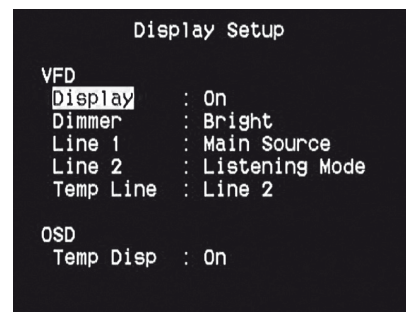 Display Setup
VFD
Display : On
Dimmer : Bright
Line 1 : Main Source
Line 2 : Listening Mode
Temp Line : Line 2
OSD
Temp Disp : On